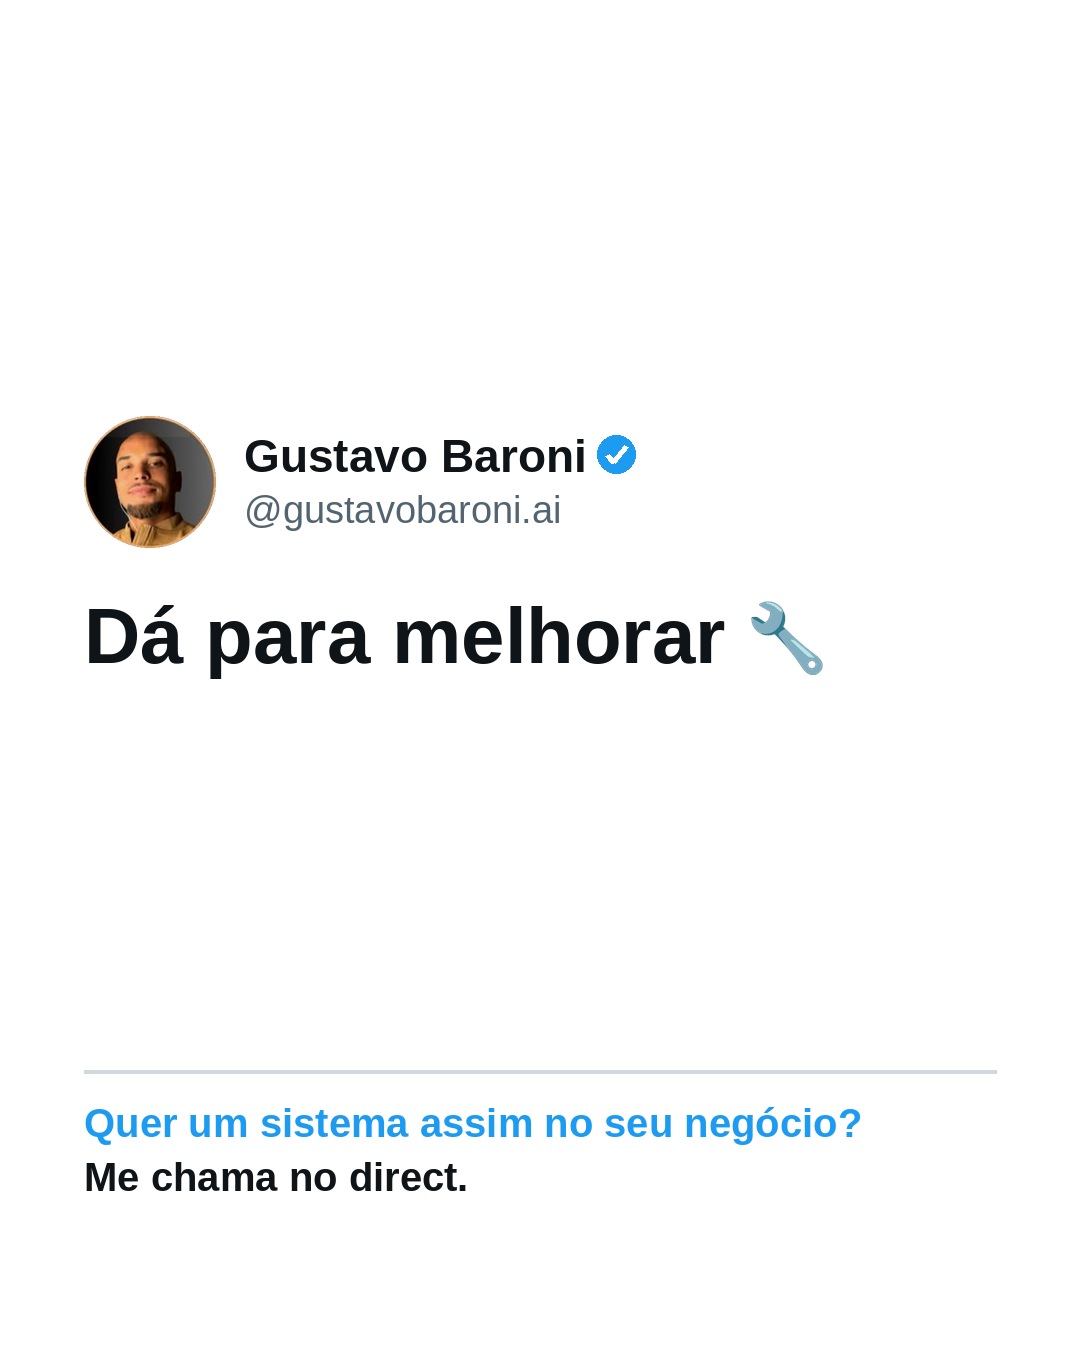 Gustavo Baroni
@gustavobaroni.ai
Dá para melhorar 🔧
Quer um sistema assim no seu negócio?
Me chama no direct.